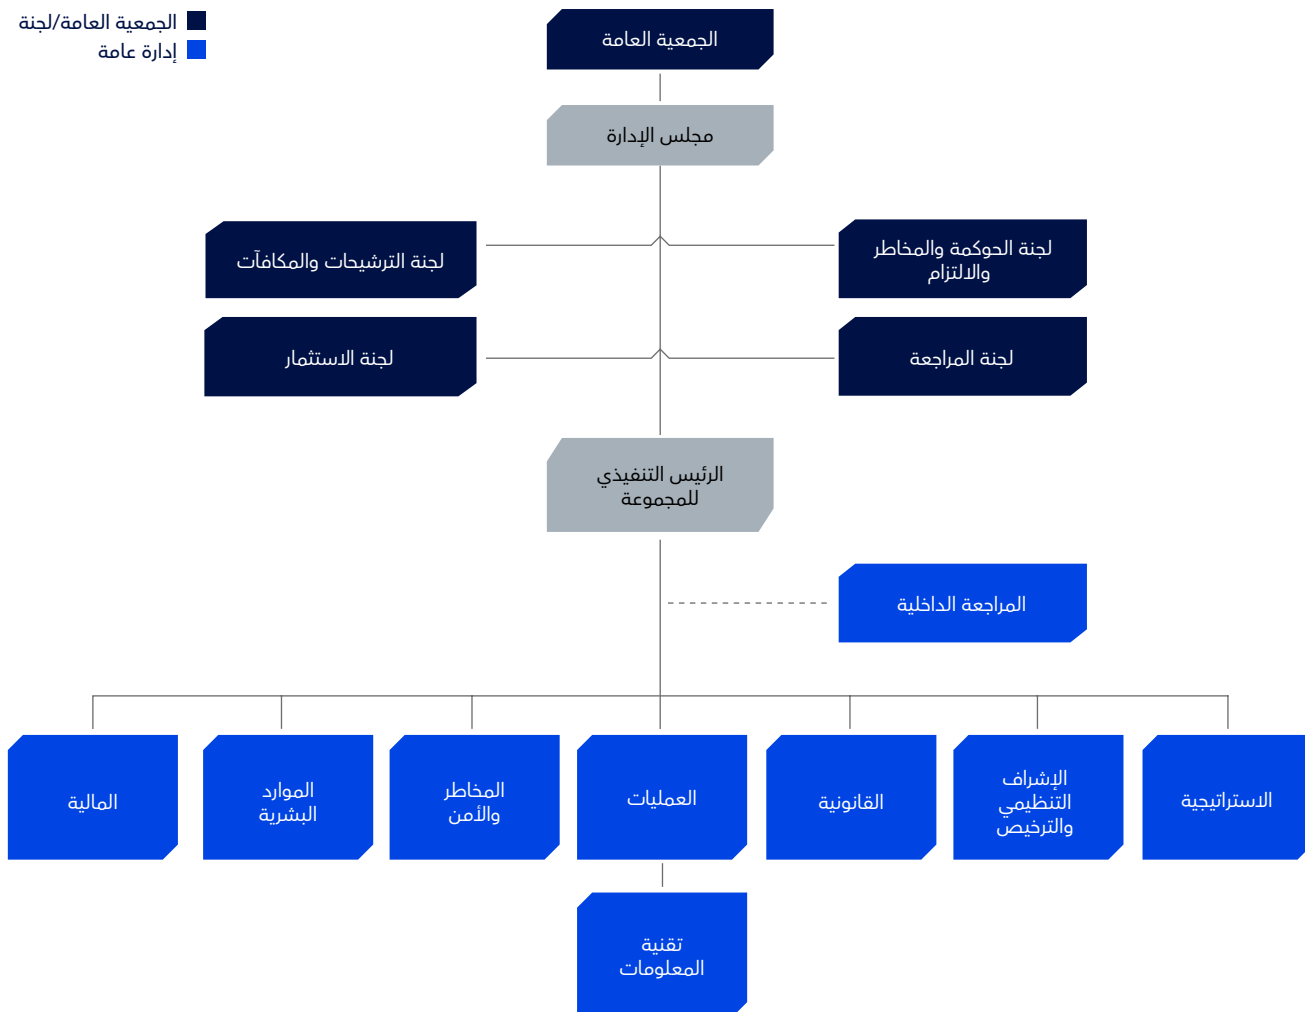 الجمعية العامة/لجنة
إدارة عامة
الجمعية العامة
مجلس الإدارة
لجنة الحوكمة والمخاطر
والالتزام
لجنة الترشيحات والمكافآت
لجنة المراجعة
لجنة الاستثمار
الرئيس التنفيذي
للمجموعة
المراجعة الداخلية
الاستراتيجية
الإشراف
التنظيمي
والترخيص
القانونية
العمليات
المخاطر
والأمن
الموارد
البشرية
المالية
تقنية
المعلومات